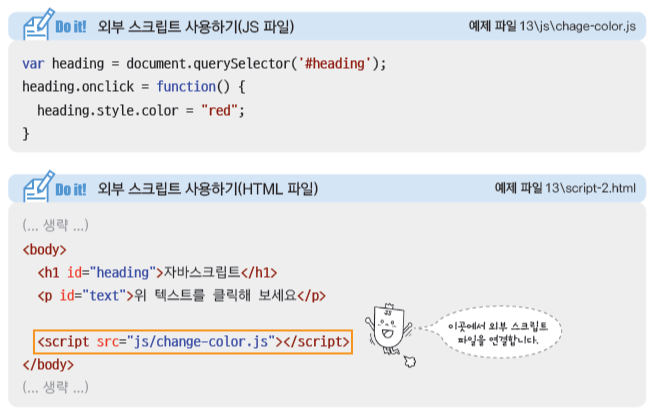 Do it! 외부 스크립트 사용하기(JS 파일) 예제 파일 13\js\chage-color.js
var heading = document.querySelector('#heading');
heading.onclick = function() {
heading.style.color = "red";
}
Do it! 외부 스크립트 사용하기(HTML 파일) 예제 파일 13\script-2.html
(... 생략 ...)
<body>
<h1 id="heading">자바스크립트</h1>
<p id="text">위 텍스트를 클릭해 보세요</p>
<script src="js/change-color.js"></script>
이곳에서 외부 스크립트
파일을 연결합니다.
</body>
(... 생략 ...)